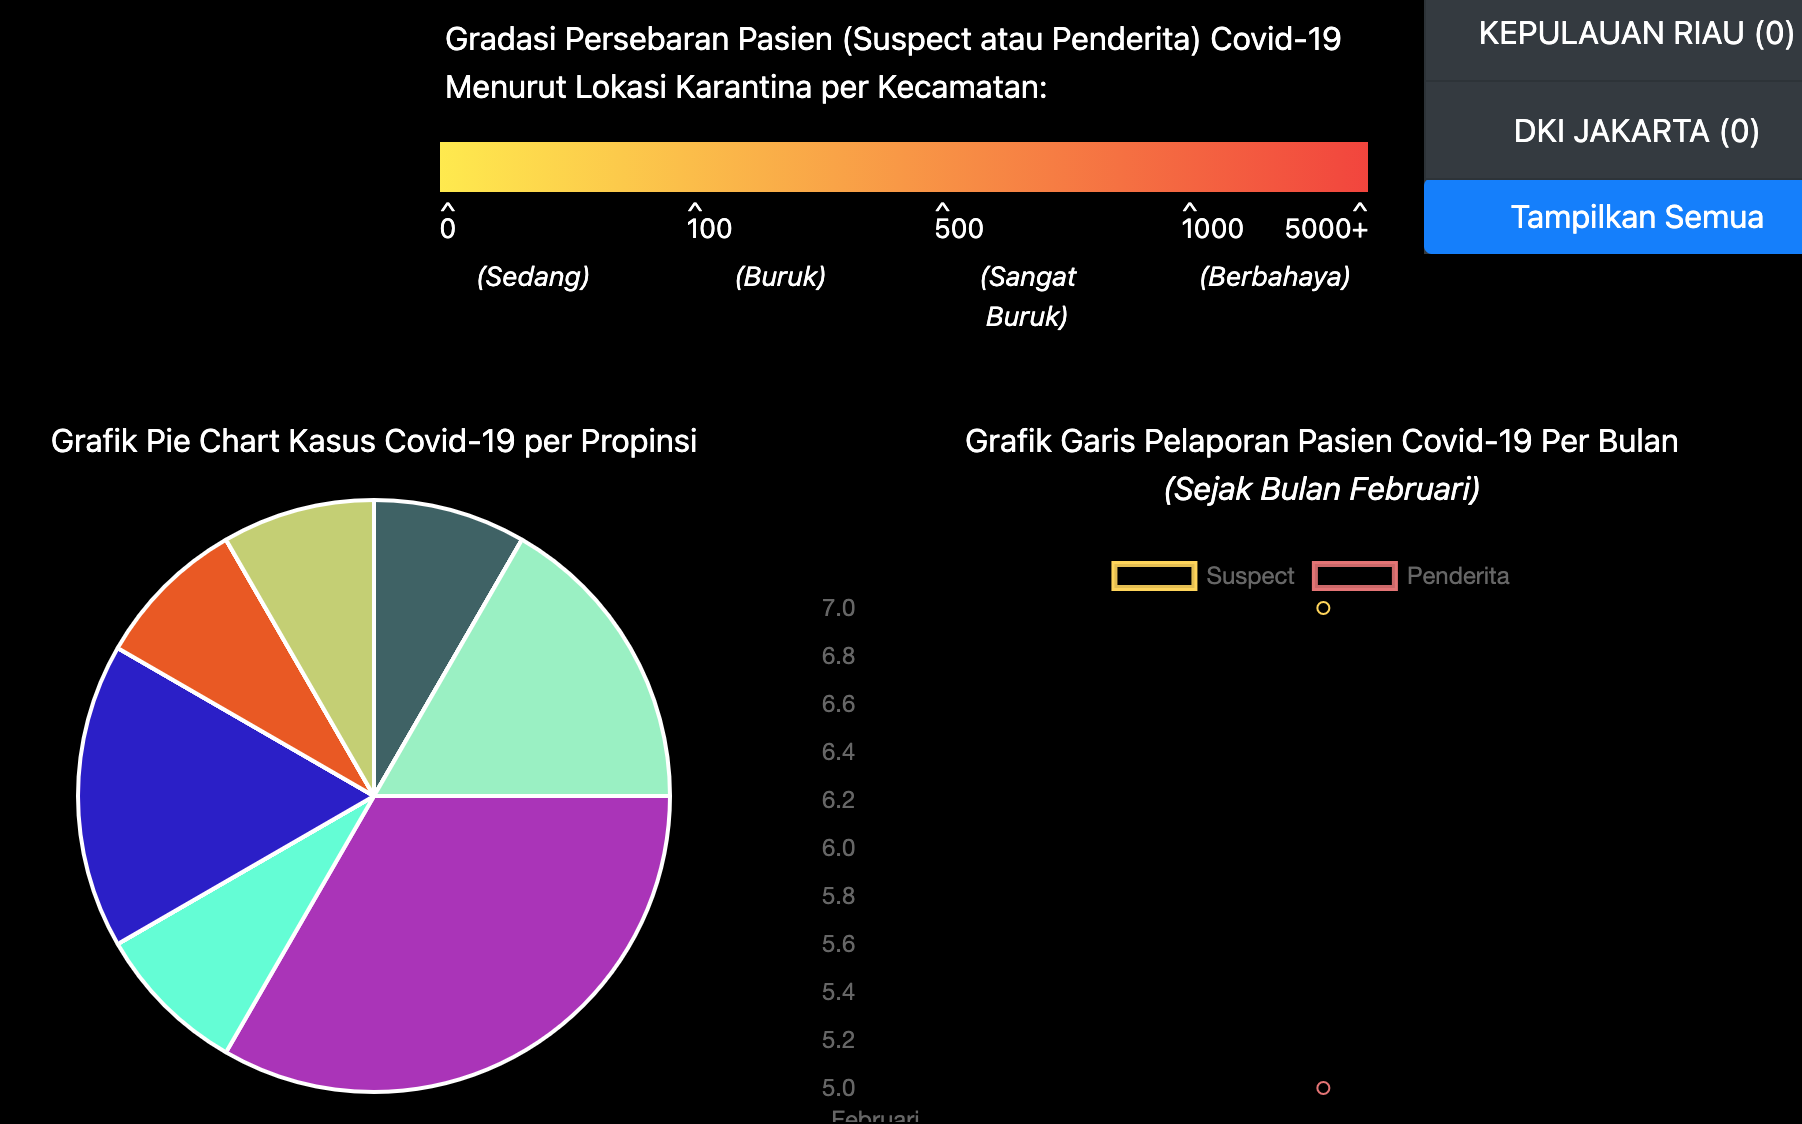 Gradasi Persebaran Pasien (Suspect atau Penderita) Covid-19
Menurut Lokasi Karantina per Kecamatan:
^ ^ ^ ^ ^
0 100 500 1000 5000+
(Sedang) (Buruk) (Sangat Buruk) (Berbahaya)
KEPULAUAN RIAU (0)
DKI JAKARTA (0)
Tampilkan Semua
Grafik Pie Chart Kasus Covid-19 per Propinsi
Grafik Garis Pelaporan Pasien Covid-19 Per Bulan
(Sejak Bulan Februari)
Suspect Penderita
7.0
6.8
6.6
6.4
6.2
6.0
5.8
5.6
5.4
5.2
5.0
Februari